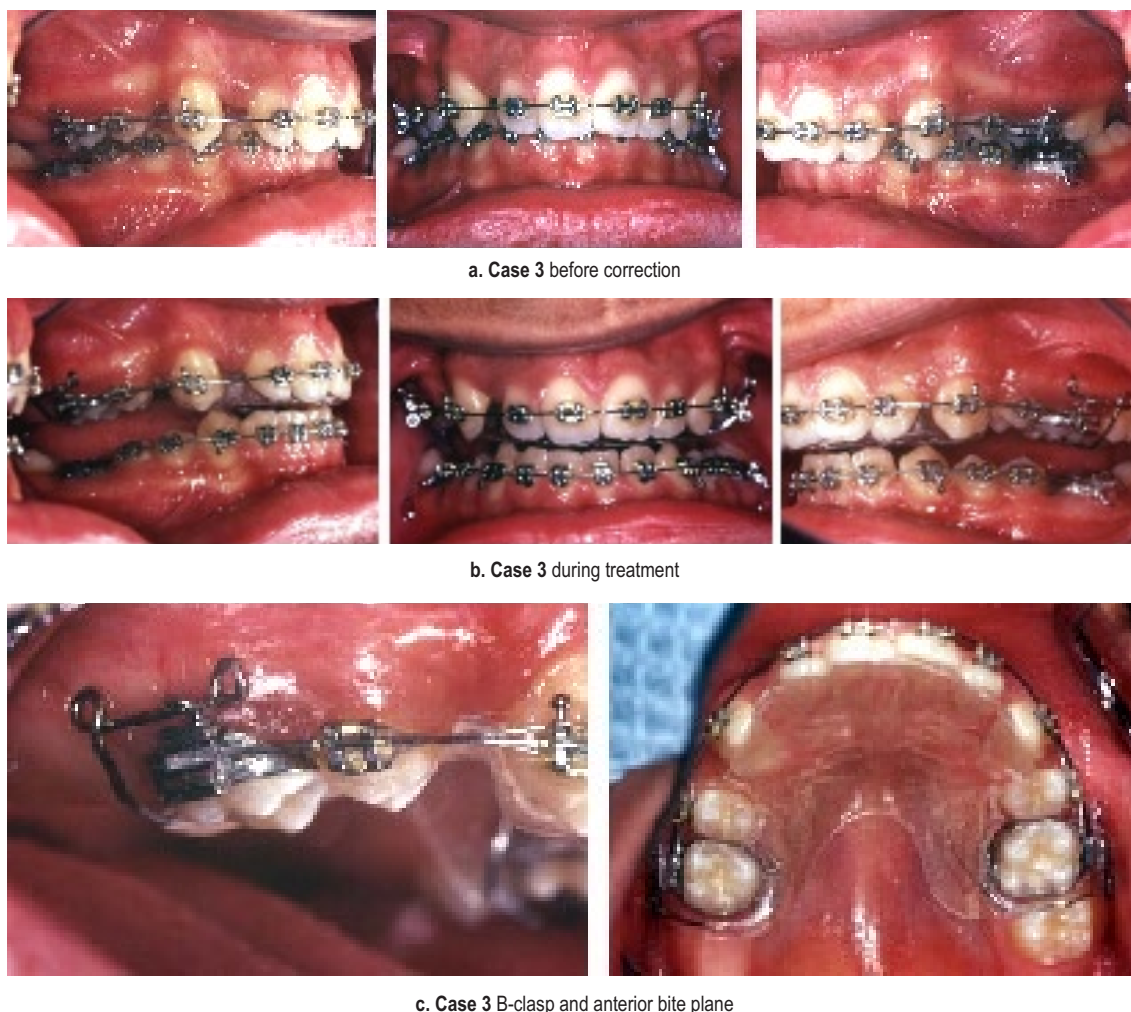 a. Case 3 before correction
b. Case 3 during treatment
c. Case 3 B-clasp and anterior bite plane